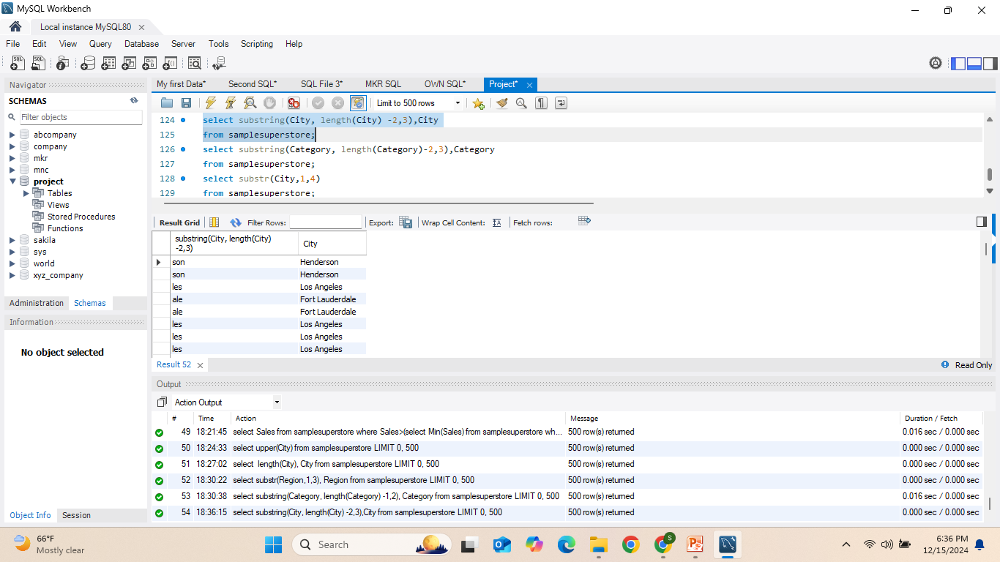 MySQL Workbench
Local instance MySQL80
File Edit View Query Database Server Tools Scripting Help
Navigator
SCHEMAS
Filter objects
abcompany
company
mkr
mnc
project
Tables
Views
Stored Procedures
Functions
sakila
sys
world
xyz_company
Administration Schemas
Information
No object selected
Object Info Session
My first Data* Second SQL* SQL File 3* MKR SQL OWN SQL* Project*
Limit to 500 rows
124 select substring(City, length(City) -2,3),City
125 from samplesuperstore;
126 select substring(Category, length(Category)-2,3),Category
127 from samplesuperstore;
128 select substr(City,1,4)
129 from samplesuperstore;
Result Grid Filter Rows: Export: Wrap Cell Content: Fetch rows:
substring(City, length(City)
-2,3) City
son Henderson
son Henderson
les Los Angeles
ale Fort Lauderdale
ale Fort Lauderdale
les Los Angeles
les Los Angeles
les Los Angeles
Result 52 Read Only
Output
Action Output
# Time Action Message Duration / Fetch
49 18:21:45 select Sales from samplesuperstore where Sales>(select Min(Sales) from samplesuperstore wh... 500 row(s) returned 0.016 sec / 0.000 sec
50 18:24:33 select upper(City) from samplesuperstore LIMIT 0, 500 500 row(s) returned 0.000 sec / 0.000 sec
51 18:27:02 select length(City), City from samplesuperstore LIMIT 0, 500 500 row(s) returned 0.000 sec / 0.000 sec
52 18:30:22 select substr(Region,1,3), Region from samplesuperstore LIMIT 0, 500 500 row(s) returned 0.000 sec / 0.000 sec
53 18:30:38 select substring(Category, length(Category) -1,2), Category from samplesuperstore LIMIT 0, 500 500 row(s) returned 0.016 sec / 0.000 sec
54 18:36:15 select substring(City, length(City) -2,3),City from samplesuperstore LIMIT 0, 500 500 row(s) returned 0.000 sec / 0.000 sec
66°F
Mostly clear
Search
6:36 PM
12/15/2024